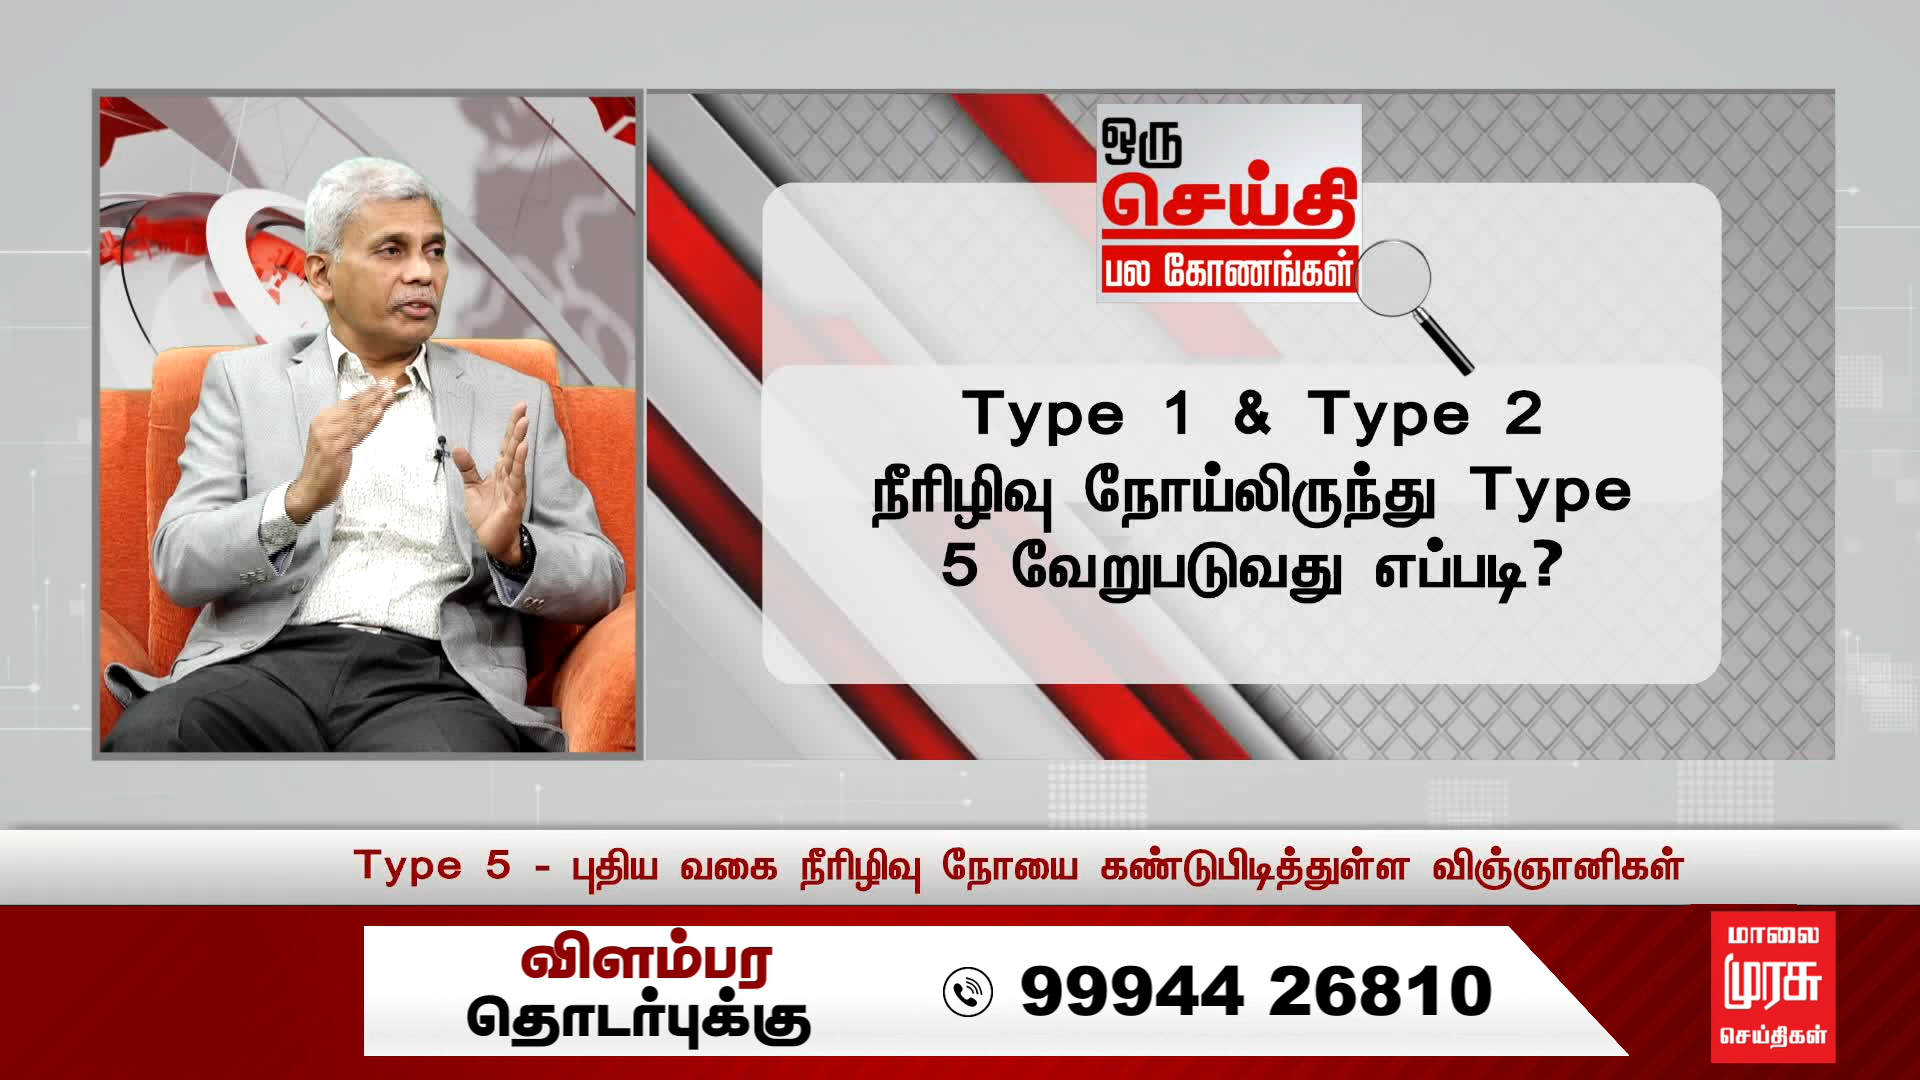 ஒரு
செய்தி
பல கோணங்கள்
Type 1 & Type 2
நீரிழிவு நோய்லிருந்து Type
5 வேறுபடுவது எப்படி?
Type 5 - புதிய வகை நீரிழிவு நோயை கண்டுபிடித்துள்ள விஞ்ஞானிகள்
விளம்பர
தொடர்புக்கு
99944 26810
மாலை
முரசு
செய்திகள்